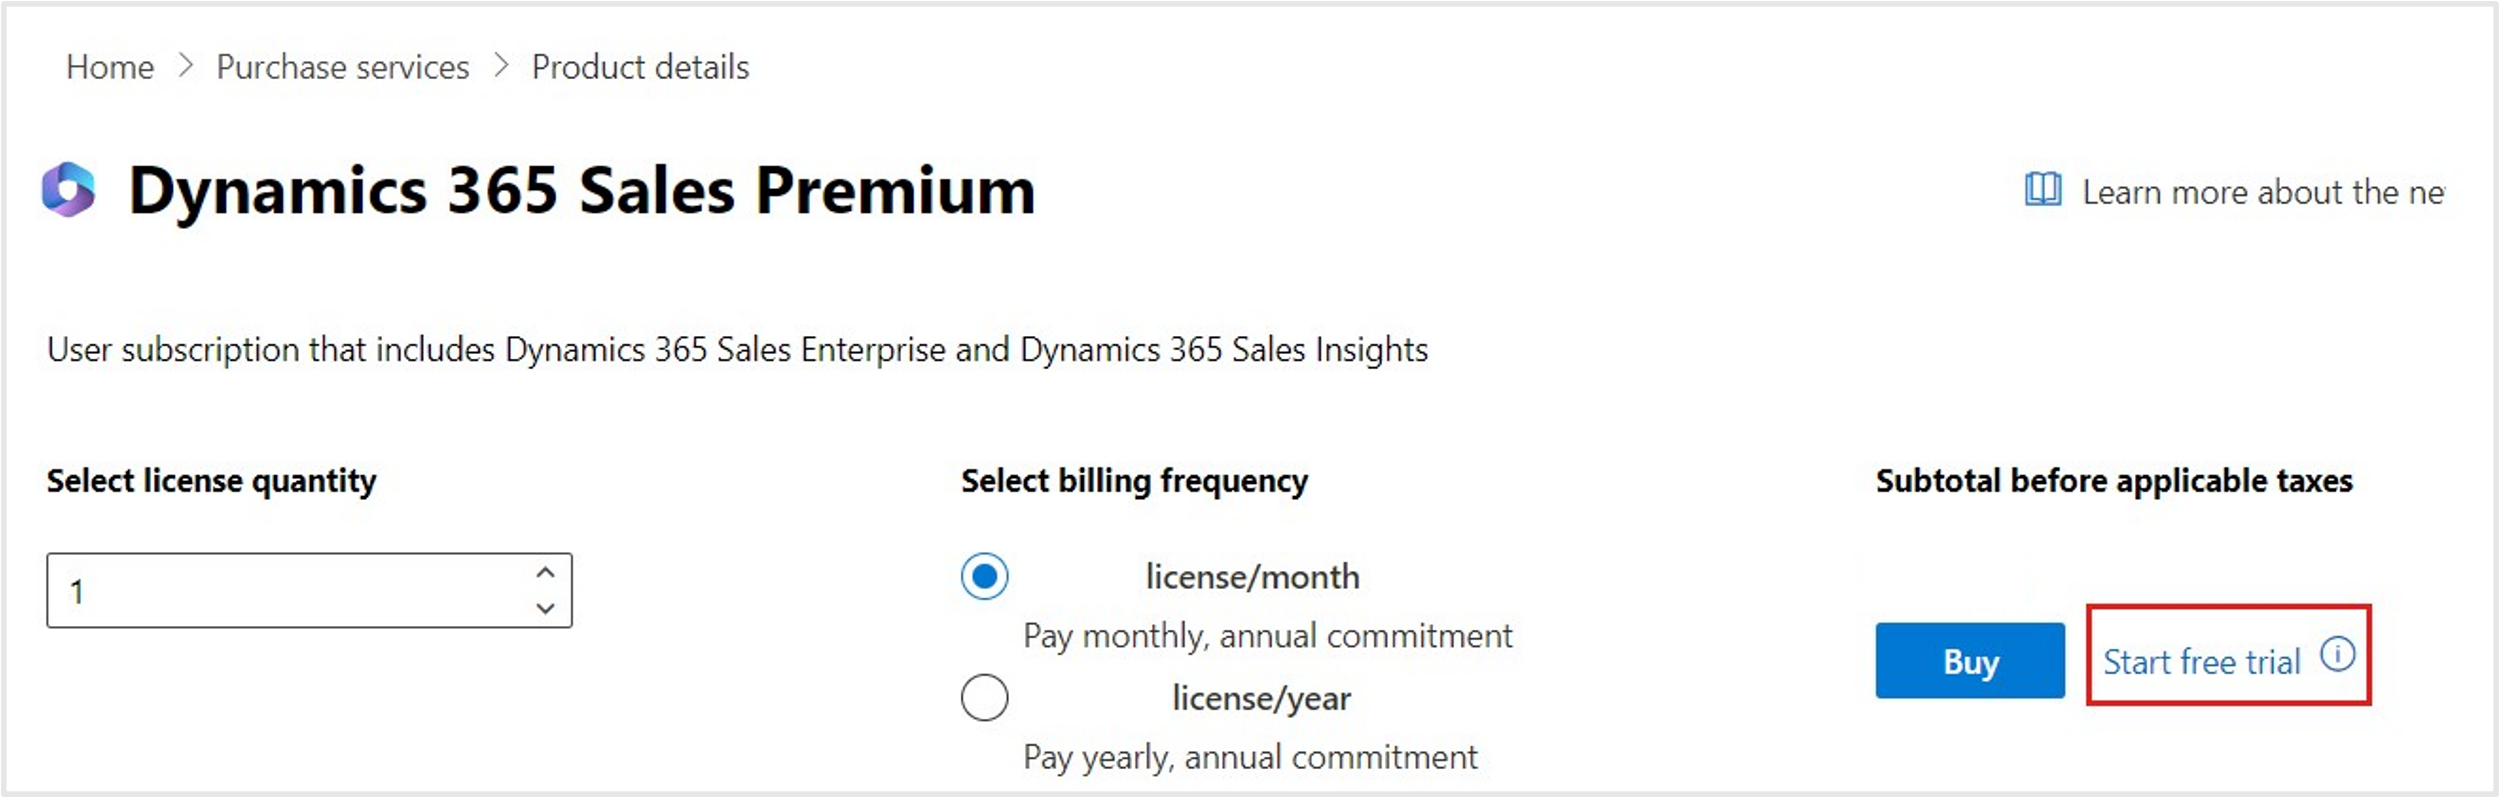 Home > Purchase services > Product details
Dynamics 365 Sales Premium
Learn more about the ne
User subscription that includes Dynamics 365 Sales Enterprise and Dynamics 365 Sales Insights
Select license quantity
1
Select billing frequency
license/month
Pay monthly, annual commitment
license/year
Pay yearly, annual commitment
Subtotal before applicable taxes
Buy
Start free trial